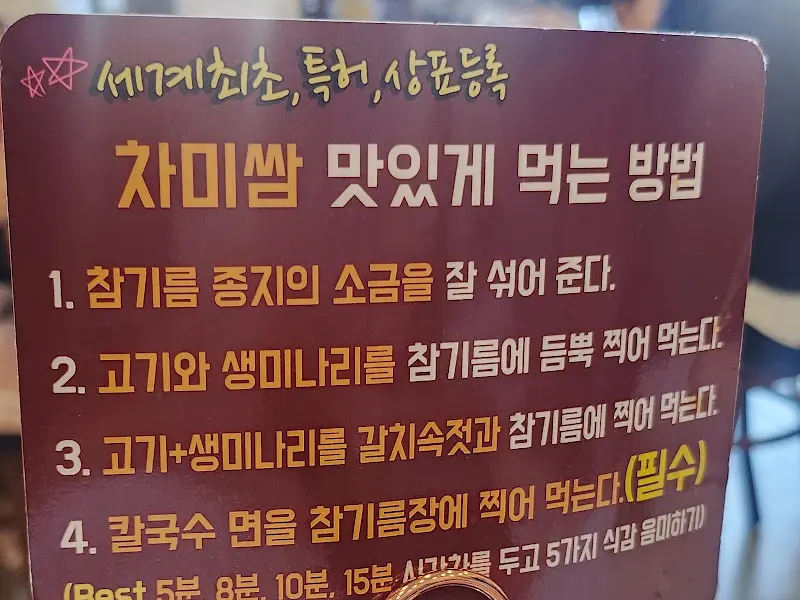 세계최초, 특허, 상표등록
차미쌈 맛있게 먹는 방법
1. 참기름 종지의 소금을 잘 섞어 준다.
2. 고기와 생미나리를 참기름에 듬뿍 찍어 먹는다.
3. 고기+생미나리를 갈치속젓과 참기름에 찍어 먹는다.
4. 칼국수 면을 참기름장에 찍어 먹는다.(필수)
(Best 5분, 8분, 10분, 15분 시간차를 두고 5가지 식감 음미하기)